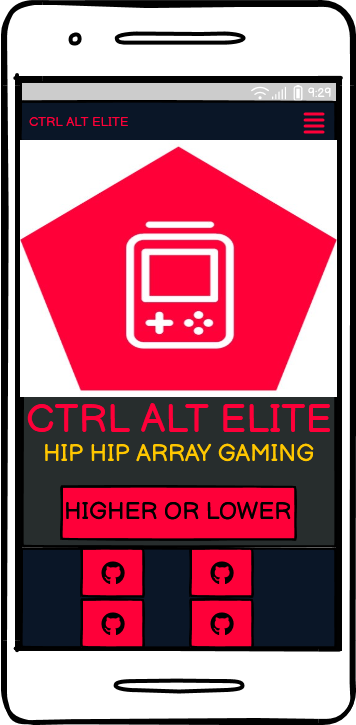 9:29
CTRL ALT ELITE
CTRL ALT ELITE
HIP HIP ARRAY GAMING
HIGHER OR LOWER